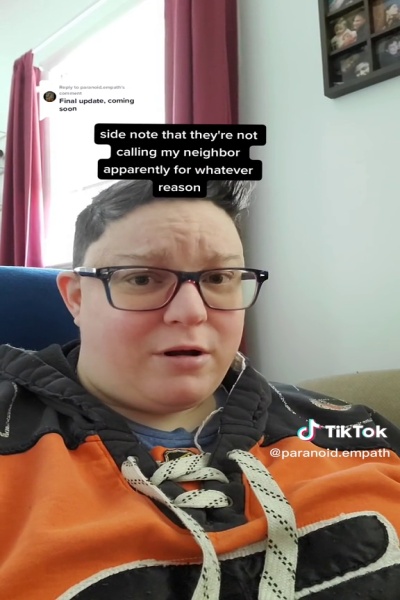 Reply to paranoid.empath's
comment
Final update, coming
soon
side note that they're not
calling my neighbor
apparently for whatever
reason
TikTok
@paranoid.empath